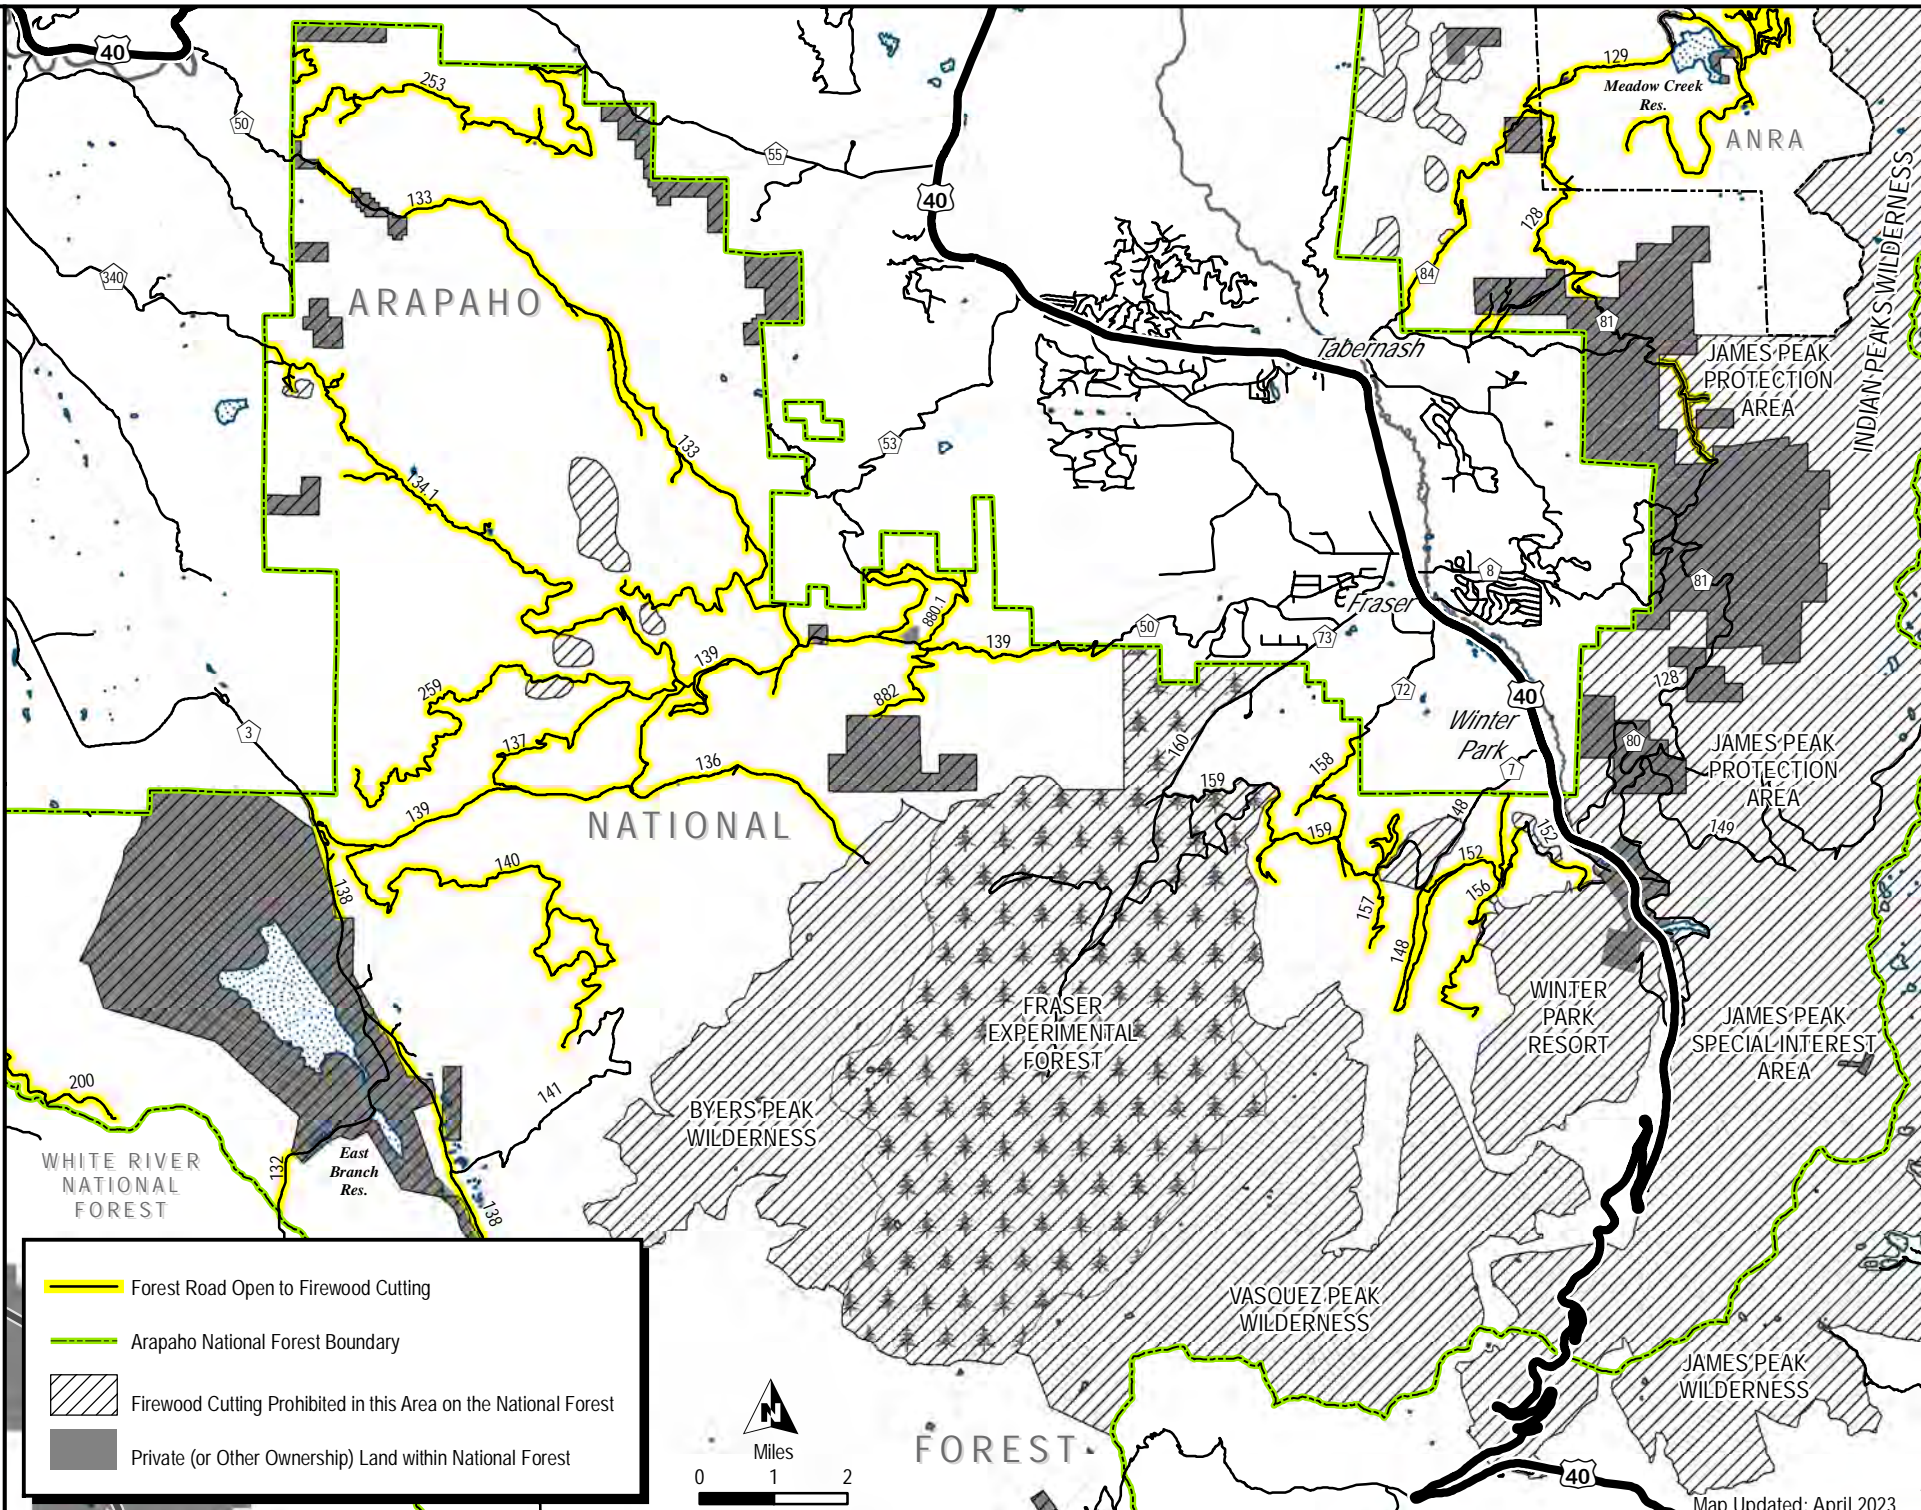 40
253
50
55
129
Meadow Creek
Res.
ANRA
133
40
340
ARAPAHO
128
84
81
INDIAN PEAKS WILDERNESS
Tabernash
JAMES PEAK
PROTECTION
AREA
53
133
134.1
8
81
Fraser
880.1
50
73
139
139
259
882
72
128
3
40
Winter
Park
160
137
136
158
7
80
JAMES PEAK
PROTECTION
AREA
159
139
NATIONAL
148
159
152
149
140
152
156
138
157
148
FRASER
EXPERIMENTAL
FOREST
WINTER
PARK
RESORT
JAMES PEAK
SPECIAL INTEREST
AREA
200
141
BYERS PEAK
WILDERNESS
WHITE RIVER
NATIONAL
FOREST
132
East
Branch
Res.
138
Forest Road Open to Firewood Cutting
Arapaho National Forest Boundary
Firewood Cutting Prohibited in this Area on the National Forest
Private (or Other Ownership) Land within National Forest
VASQUEZ PEAK
WILDERNESS
JAMES PEAK
WILDERNESS
N
Miles
0 1 2
FOREST
40
Map Updated: April 2023